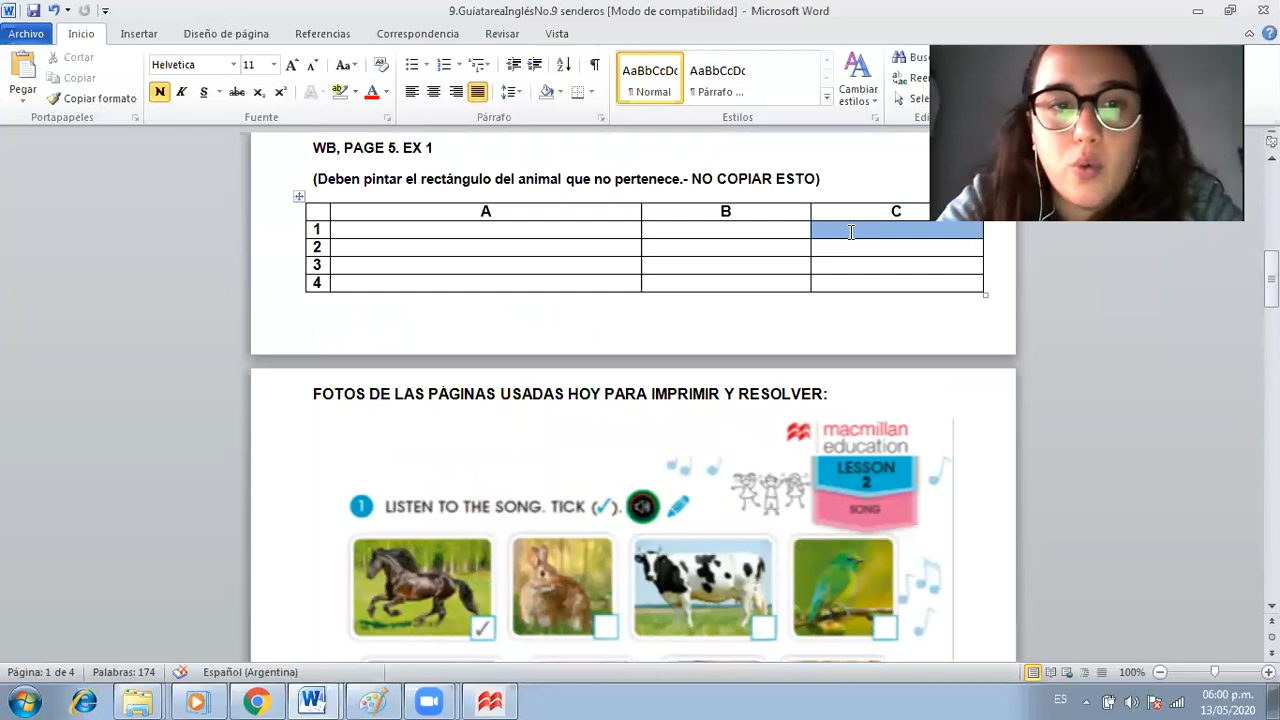 9.GuiatareaInglésNo.9 senderos [Modo de compatibilidad] - Microsoft Word
Archivo Inicio Insertar Diseño de página Referencias Correspondencia Revisar Vista
Pegar
Cortar
Copiar
Copiar formato
Portapapeles
Helvetica 11
Fuente
Párrafo
AaBbCcDc
¶ Normal
AaBbCcDc
¶ Párrafo ...
Cambiar estilos
Estilos
WB, PAGE 5. EX 1
(Deben pintar el rectángulo del animal que no pertenece.- NO COPIAR ESTO)
A B C
1
2
3
4
FOTOS DE LAS PÁGINAS USADAS HOY PARA IMPRIMIR Y RESOLVER:
macmillan
education
LESSON
2
SONG
1 LISTEN TO THE SONG. TICK (✓).
Página: 1 de 4 Palabras: 174 Español (Argentina) 100%
ES 06:00 p.m.
13/05/2020